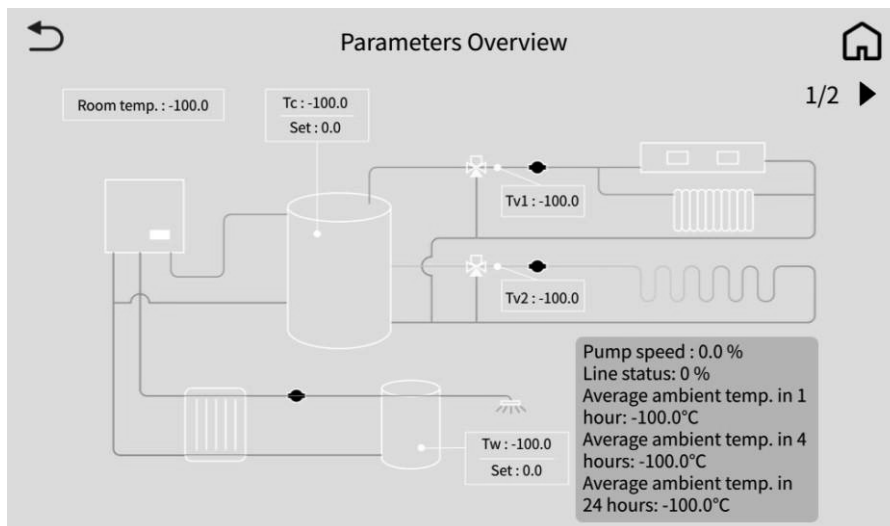 Parameters Overview
1/2
Room temp. : -100.0
Tc : -100.0
Set : 0.0
Tv1 : -100.0
Tv2 : -100.0
Tw : -100.0
Set : 0.0
Pump speed : 0.0 %
Line status: 0 %
Average ambient temp. in 1
hour: -100.0°C
Average ambient temp. in 4
hours: -100.0°C
Average ambient temp. in
24 hours: -100.0°C